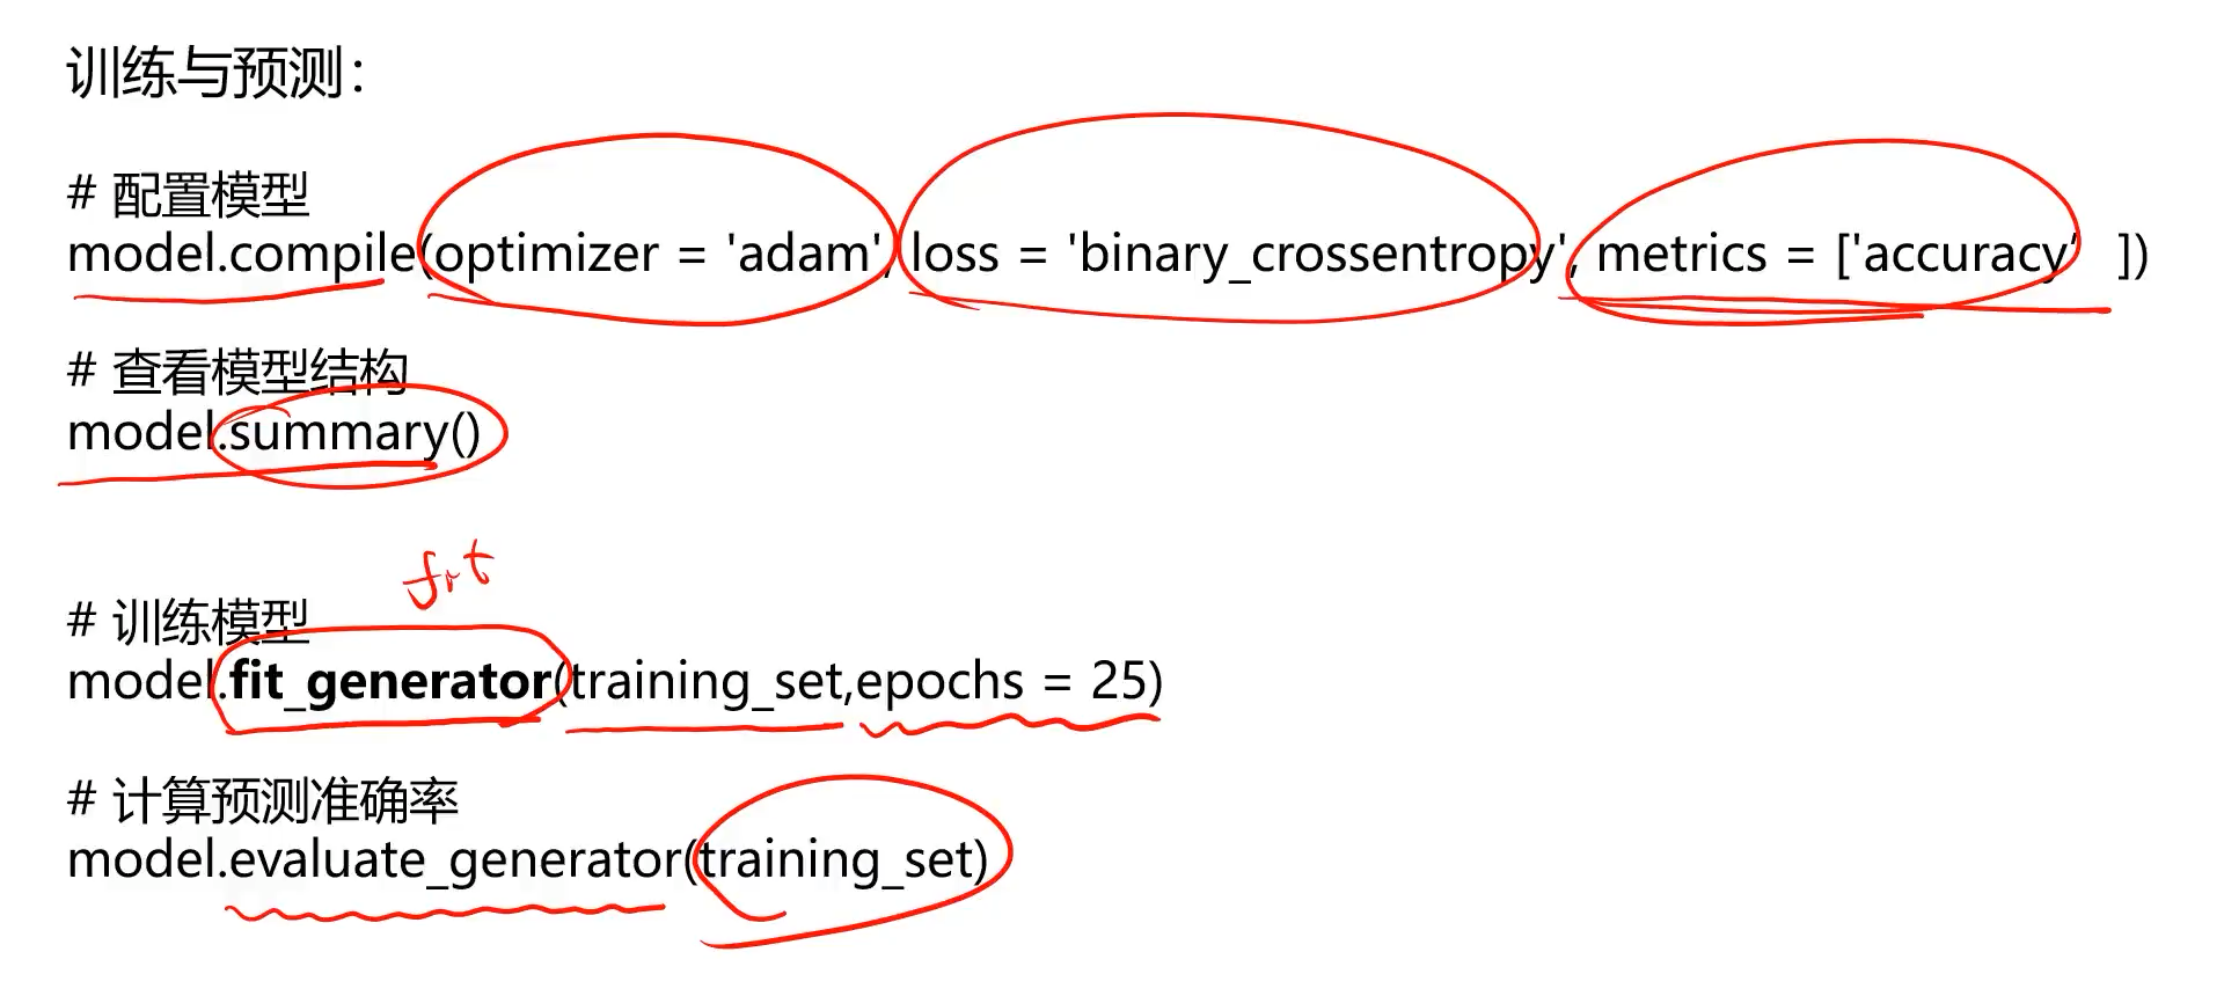 训练与预测：
# 配置模型
model.compile(optimizer = 'adam', loss = 'binary_crossentropy', metrics = ['accuracy' ])
# 查看模型结构
model.summary()
fit
# 训练模型
model.fit_generator(training_set,epochs = 25)
# 计算预测准确率
model.evaluate_generator(training_set)